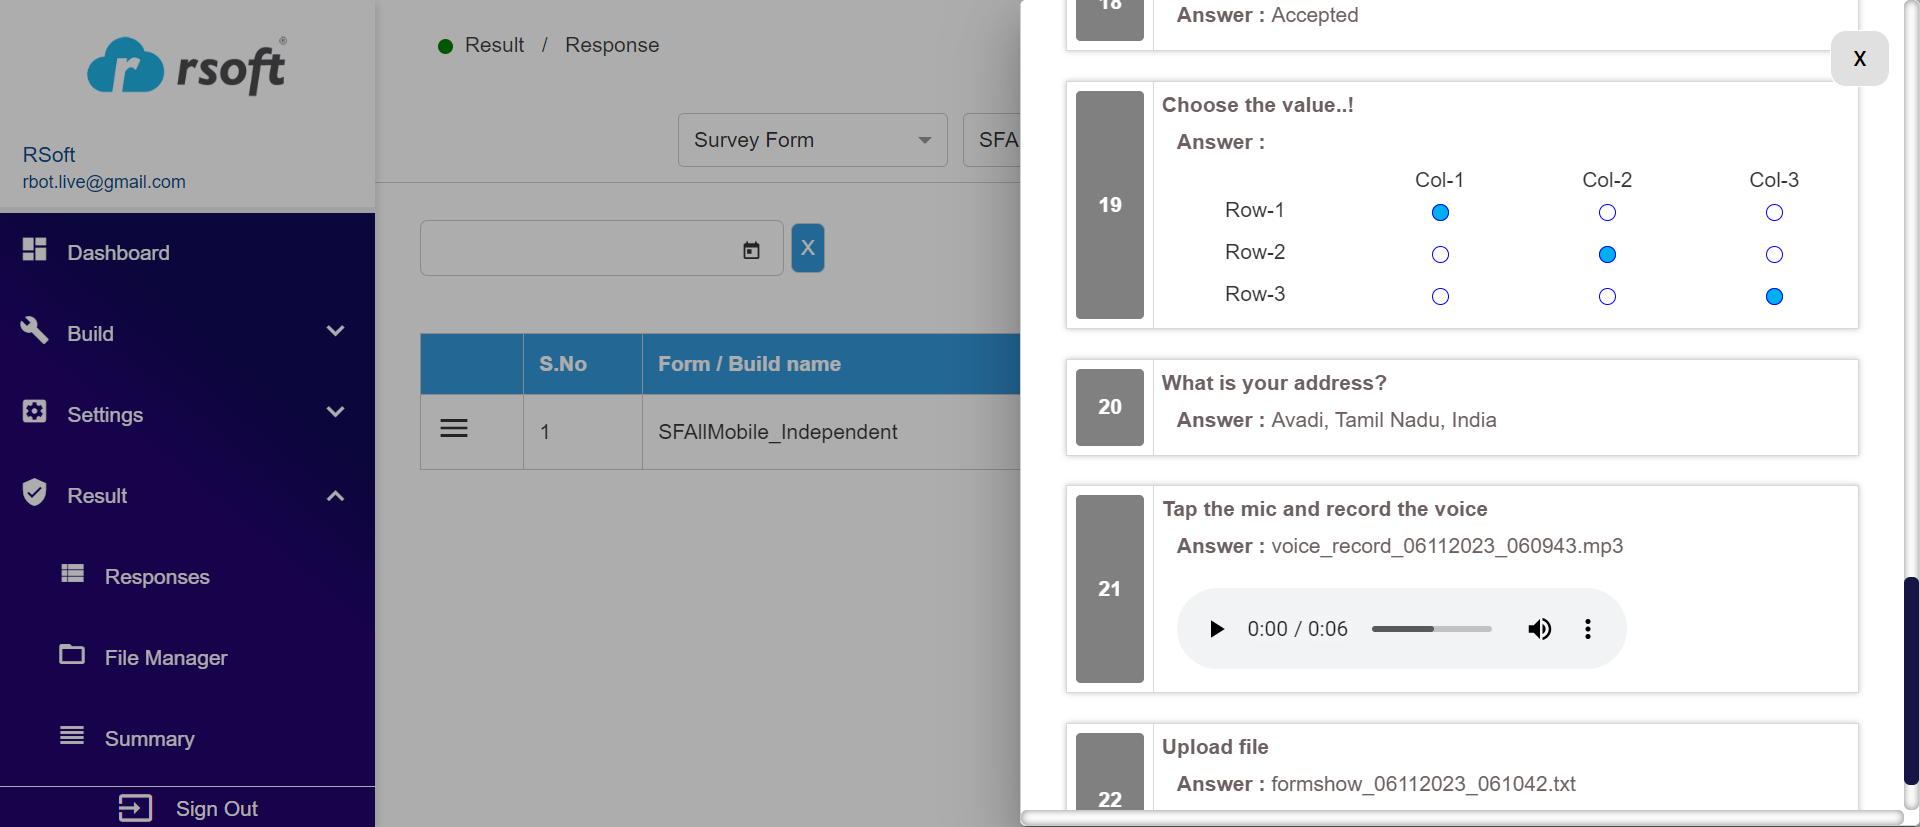 rsoft®
RSoft
rbot.live@gmail.com
Dashboard
Build
Settings
Result
Responses
File Manager
Summary
Sign Out
Result / Response
Survey Form
SFA
X
S.No
Form / Build name
1
SFAllMobile_Independent
X
18
Answer : Accepted
19
Choose the value..!
Answer :
Col-1 Col-2 Col-3
Row-1
Row-2
Row-3
20
What is your address?
Answer : Avadi, Tamil Nadu, India
21
Tap the mic and record the voice
Answer : voice_record_06112023_060943.mp3
0:00 / 0:06
22
Upload file
Answer : formshow_06112023_061042.txt